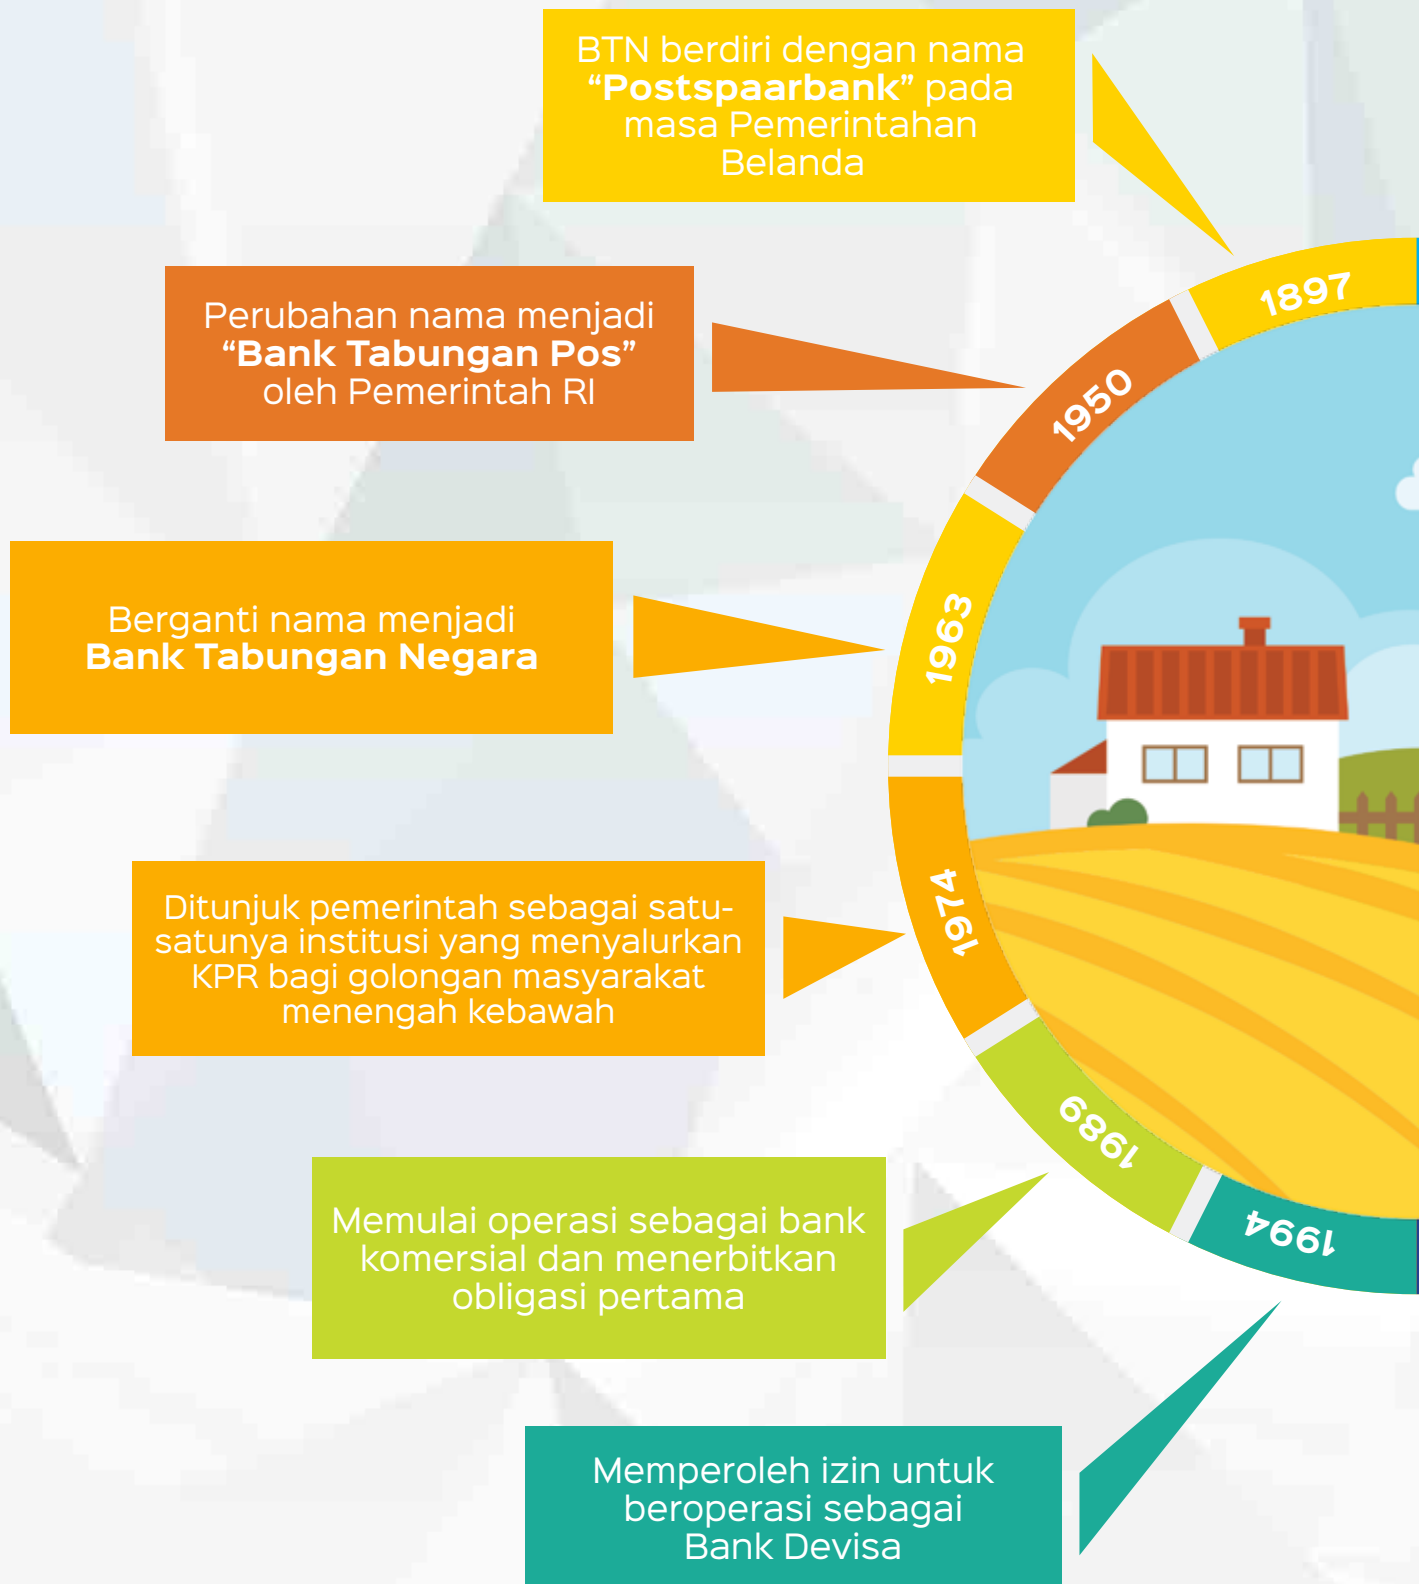 BTN berdiri dengan nama
“Postspaarbank” pada
masa Pemerintahan
Belanda
1897
Perubahan nama menjadi
“Bank Tabungan Pos”
oleh Pemerintah RI
1950
Berganti nama menjadi
Bank Tabungan Negara
1963
Ditunjuk pemerintah sebagai satu-
satunya institusi yang menyalurkan
KPR bagi golongan masyarakat
menengah kebawah
1974
Memulai operasi sebagai bank
komersial dan menerbitkan
obligasi pertama
1989
Memperoleh izin untuk
beroperasi sebagai
Bank Devisa
1994